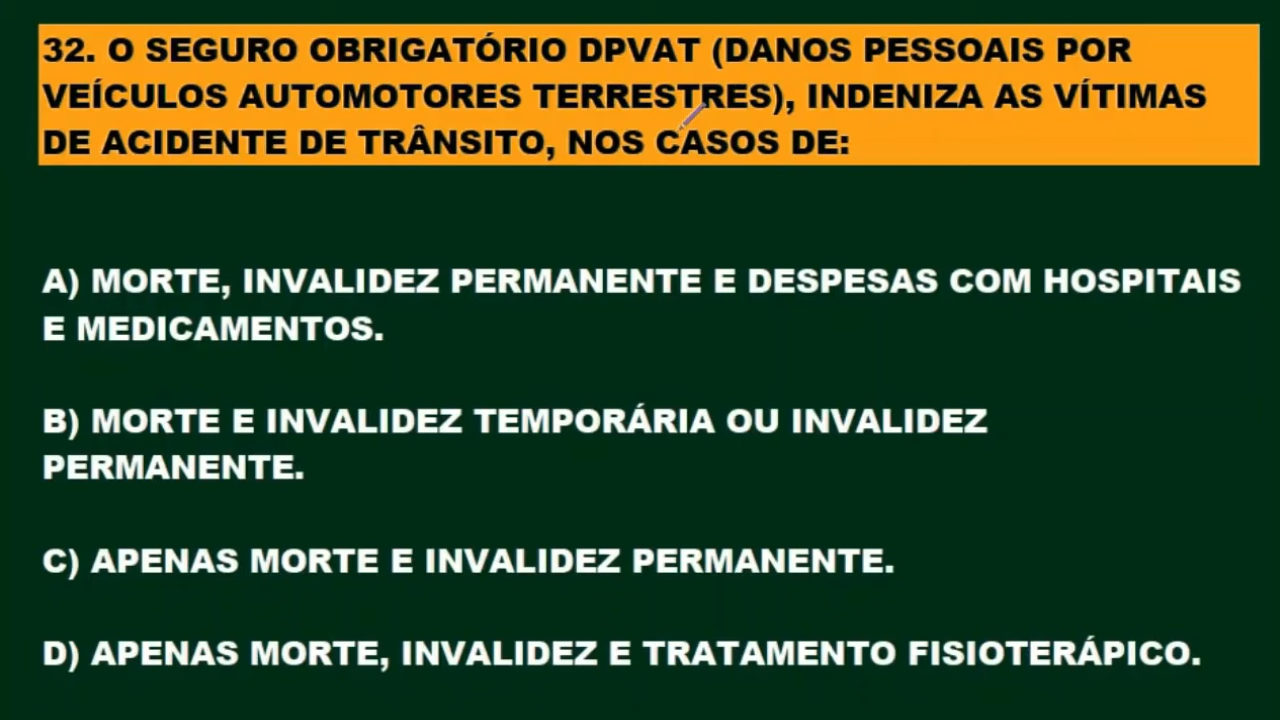 32. O SEGURO OBRIGATÓRIO DPVAT (DANOS PESSOAIS POR
VEÍCULOS AUTOMOTORES TERRESTRES), INDENIZA AS VÍTIMAS
DE ACIDENTE DE TRÂNSITO, NOS CASOS DE:
A) MORTE, INVALIDEZ PERMANENTE E DESPESAS COM HOSPITAIS
E MEDICAMENTOS.
B) MORTE E INVALIDEZ TEMPORÁRIA OU INVALIDEZ
PERMANENTE.
C) APENAS MORTE E INVALIDEZ PERMANENTE.
D) APENAS MORTE, INVALIDEZ E TRATAMENTO FISIOTERÁPICO.